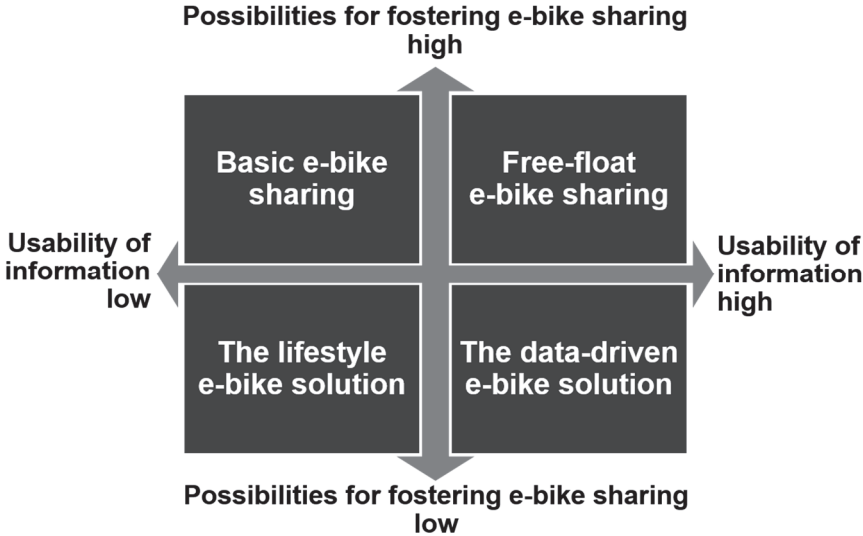 Possibilities for fostering e-bike sharing
high
Basic e-bike
sharing
Free-float
e-bike sharing
Usability of
information
low
Usability of
information
high
The lifestyle
e-bike solution
The data-driven
e-bike solution
Possibilities for fostering e-bike sharing
low